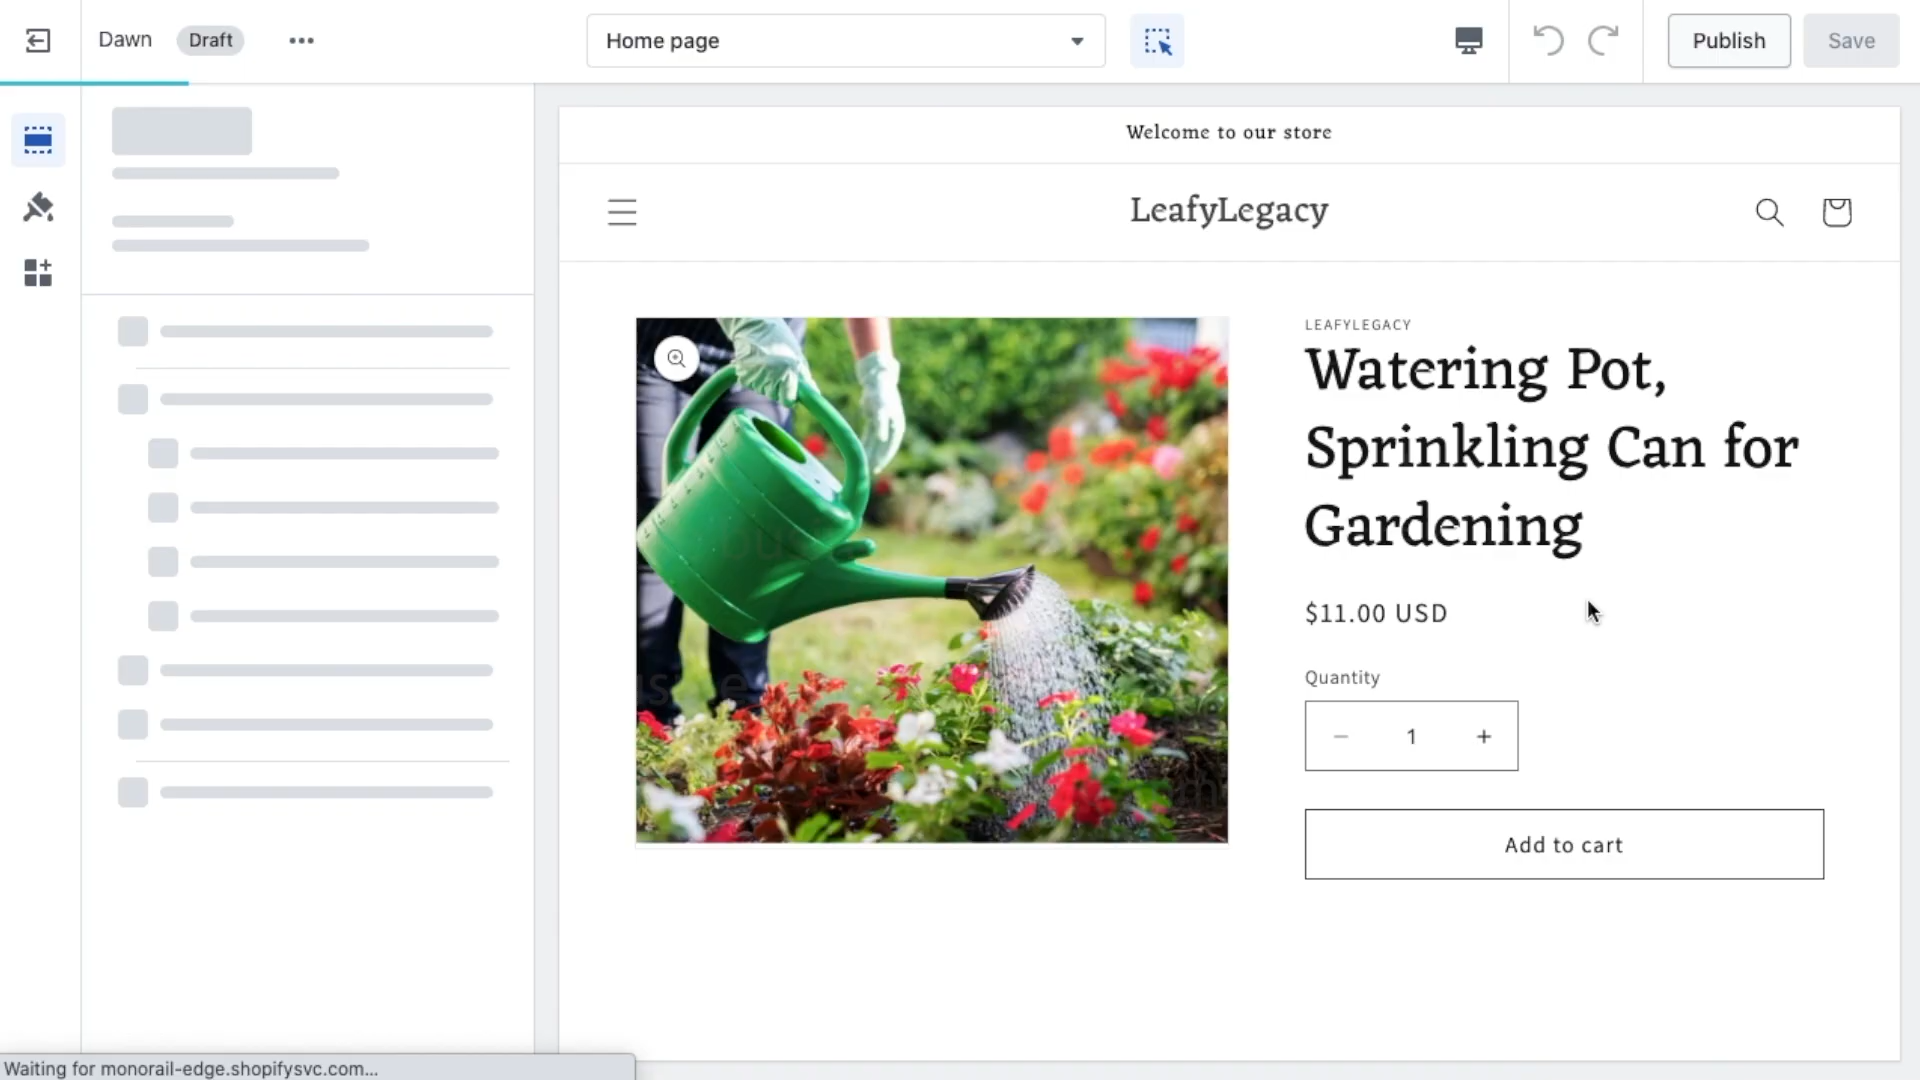 Dawn
Draft
Home page
Publish
Save
Welcome to our store
LeafyLegacy
LEAFYLEGACY
Watering Pot,
Sprinkling Can for
Gardening
$11.00 USD
Quantity
1
Add to cart
Waiting for monorail-edge.shopifysvc.com...